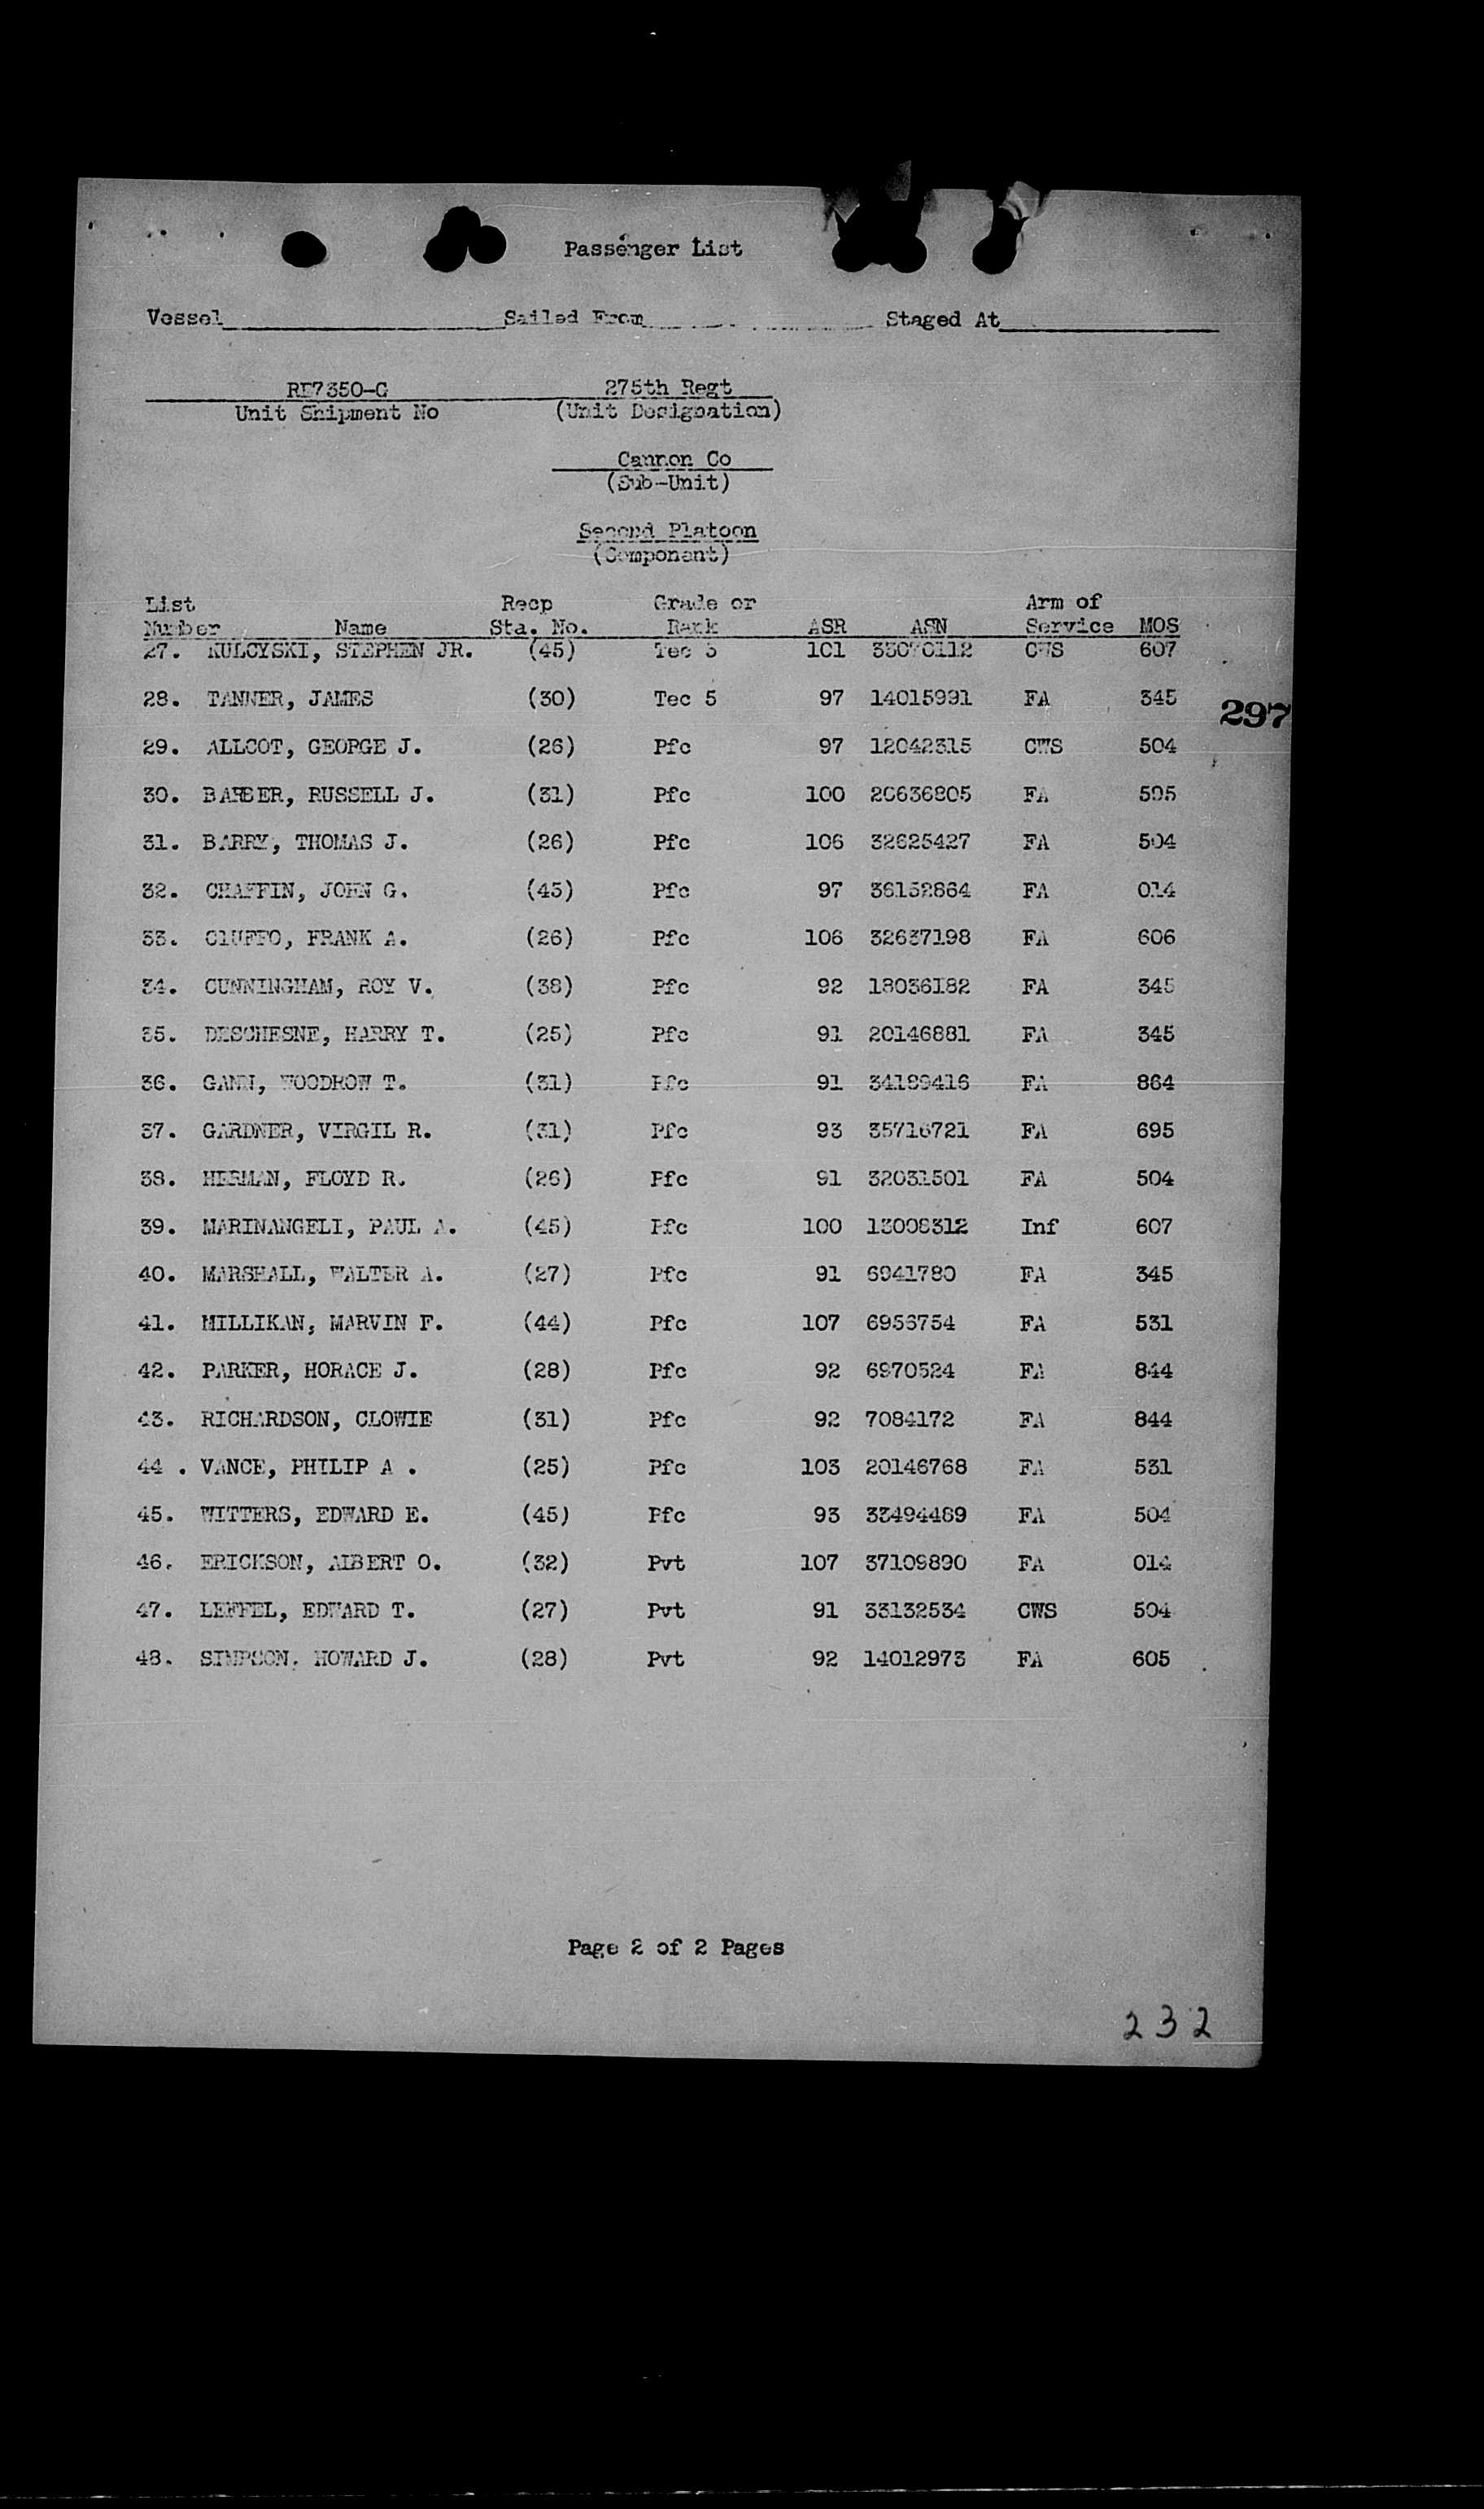 Passenger List
Vessel Sailed From Staged At
RE7350-G 275th Regt
Unit Shipment No (Unit Designation)
Cannon Co
(Sub-Unit)
Second Platoon
(Component)
List Recp Grade or Arm of
Number Name Sta. No. Rank ASR ASN Service MOS
27. KULCYSKI, STEPHEN JR. (45) Tec 5 101 33070112 CWS 607
28. TANNER, JAMES (30) Tec 5 97 14015991 FA 345
297
29. ALLCOT, GEORGE J. (26) Pfc 97 12042315 CWS 504
30. BARBER, RUSSELL J. (31) Pfc 100 20636805 FA 595
31. BARRY, THOMAS J. (26) Pfc 106 32625427 FA 504
32. CHAFFIN, JOHN G. (45) Pfc 97 36152864 FA 014
33. CIUFFO, FRANK A. (26) Pfc 106 32637198 FA 606
34. CUNNINGHAM, ROY V. (38) Pfc 92 18036182 FA 345
35. DESCHESNE, HARRY T. (25) Pfc 91 20146881 FA 345
36. GANN, WOODROW T. (31) Pfc 91 34189416 FA 864
37. GARDNER, VIRGIL R. (31) Pfc 93 35716721 FA 695
38. HERMAN, FLOYD R. (26) Pfc 91 32031501 FA 504
39. MARINANGELI, PAUL A. (45) Pfc 100 13008312 Inf 607
40. MARSHALL, WALTER A. (27) Pfc 91 6941780 FA 345
41. MILLIKAN, MARVIN F. (44) Pfc 107 6956754 FA 531
42. PARKER, HORACE J. (28) Pfc 92 6970524 FA 844
43. RICHARDSON, CLOWIE (31) Pfc 92 7084172 FA 844
44 . VANCE, PHILIP A . (25) Pfc 103 20146768 FA 531
45. WITTERS, EDWARD E. (45) Pfc 93 33494489 FA 504
46. ERICKSON, ALBERT O. (32) Pvt 107 37109890 FA 014
47. LEFFEL, EDWARD T. (27) Pvt 91 33132534 CWS 504
48. SIMPSON. HOWARD J. (28) Pvt 92 14012973 FA 605
Page 2 of 2 Pages
232